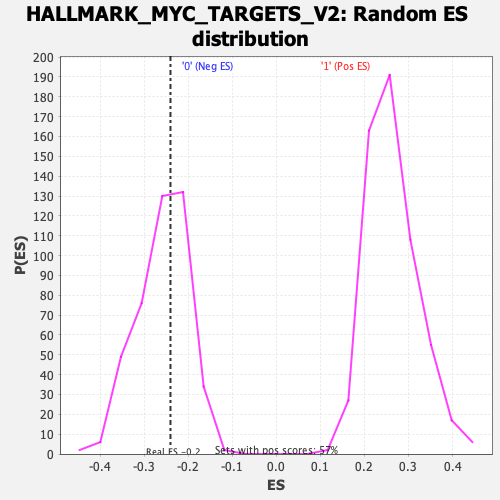 HALLMARK_MYC_TARGETS_V2: Random ES
distribution
'0' (Neg ES)
'1' (Pos ES)
200
190
180
170
160
150
140
130
120
110
100
90
80
70
60
50
40
30
20
10
0
P(ES)
Real ES -0.2
Sets with pos scores: 57%
-0.4 -0.3 -0.2 -0.1 0.0 0.1 0.2 0.3 0.4
ES